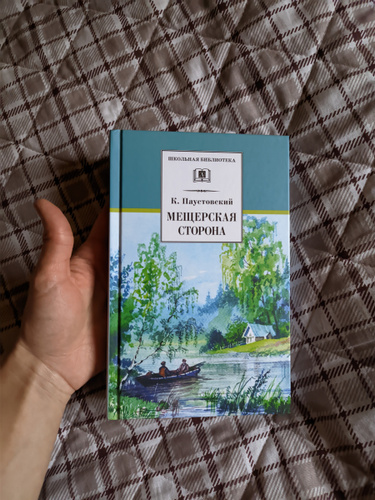 ШКОЛЬНАЯ БИБЛИОТЕКА
К. Паустовский
МЕЩЕРСКАЯ
СТОРОНА